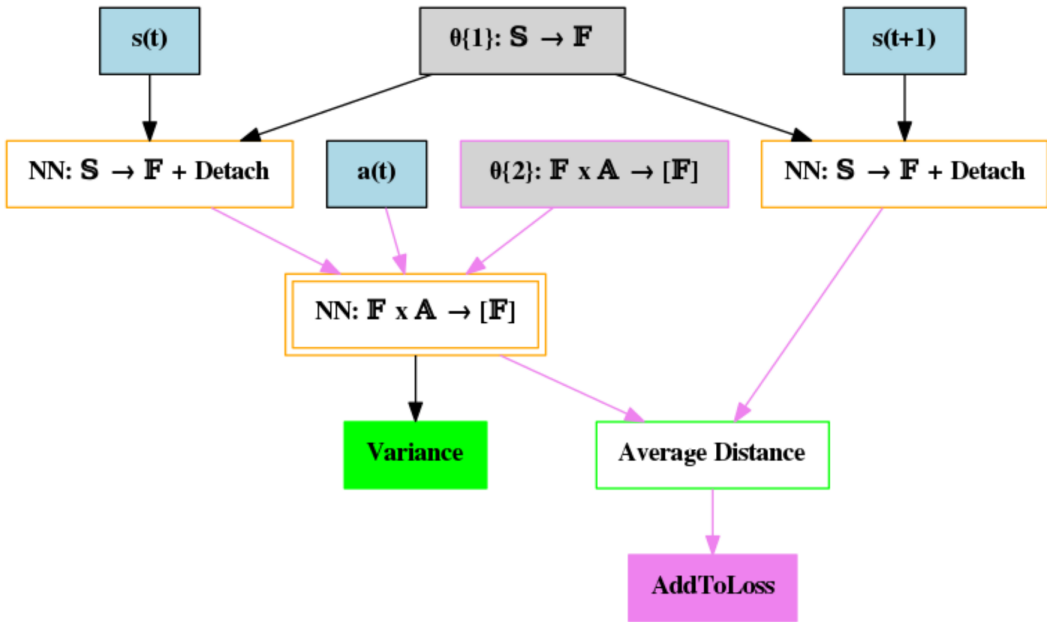 s(t)
θ{1}: 𝕊 → 𝔽
s(t+1)
NN: 𝕊 → 𝔽 + Detach
a(t)
θ{2}: 𝔽 x 𝔸 → [𝔽]
NN: 𝕊 → 𝔽 + Detach
NN: 𝔽 x 𝔸 → [𝔽]
Variance
Average Distance
AddToLoss